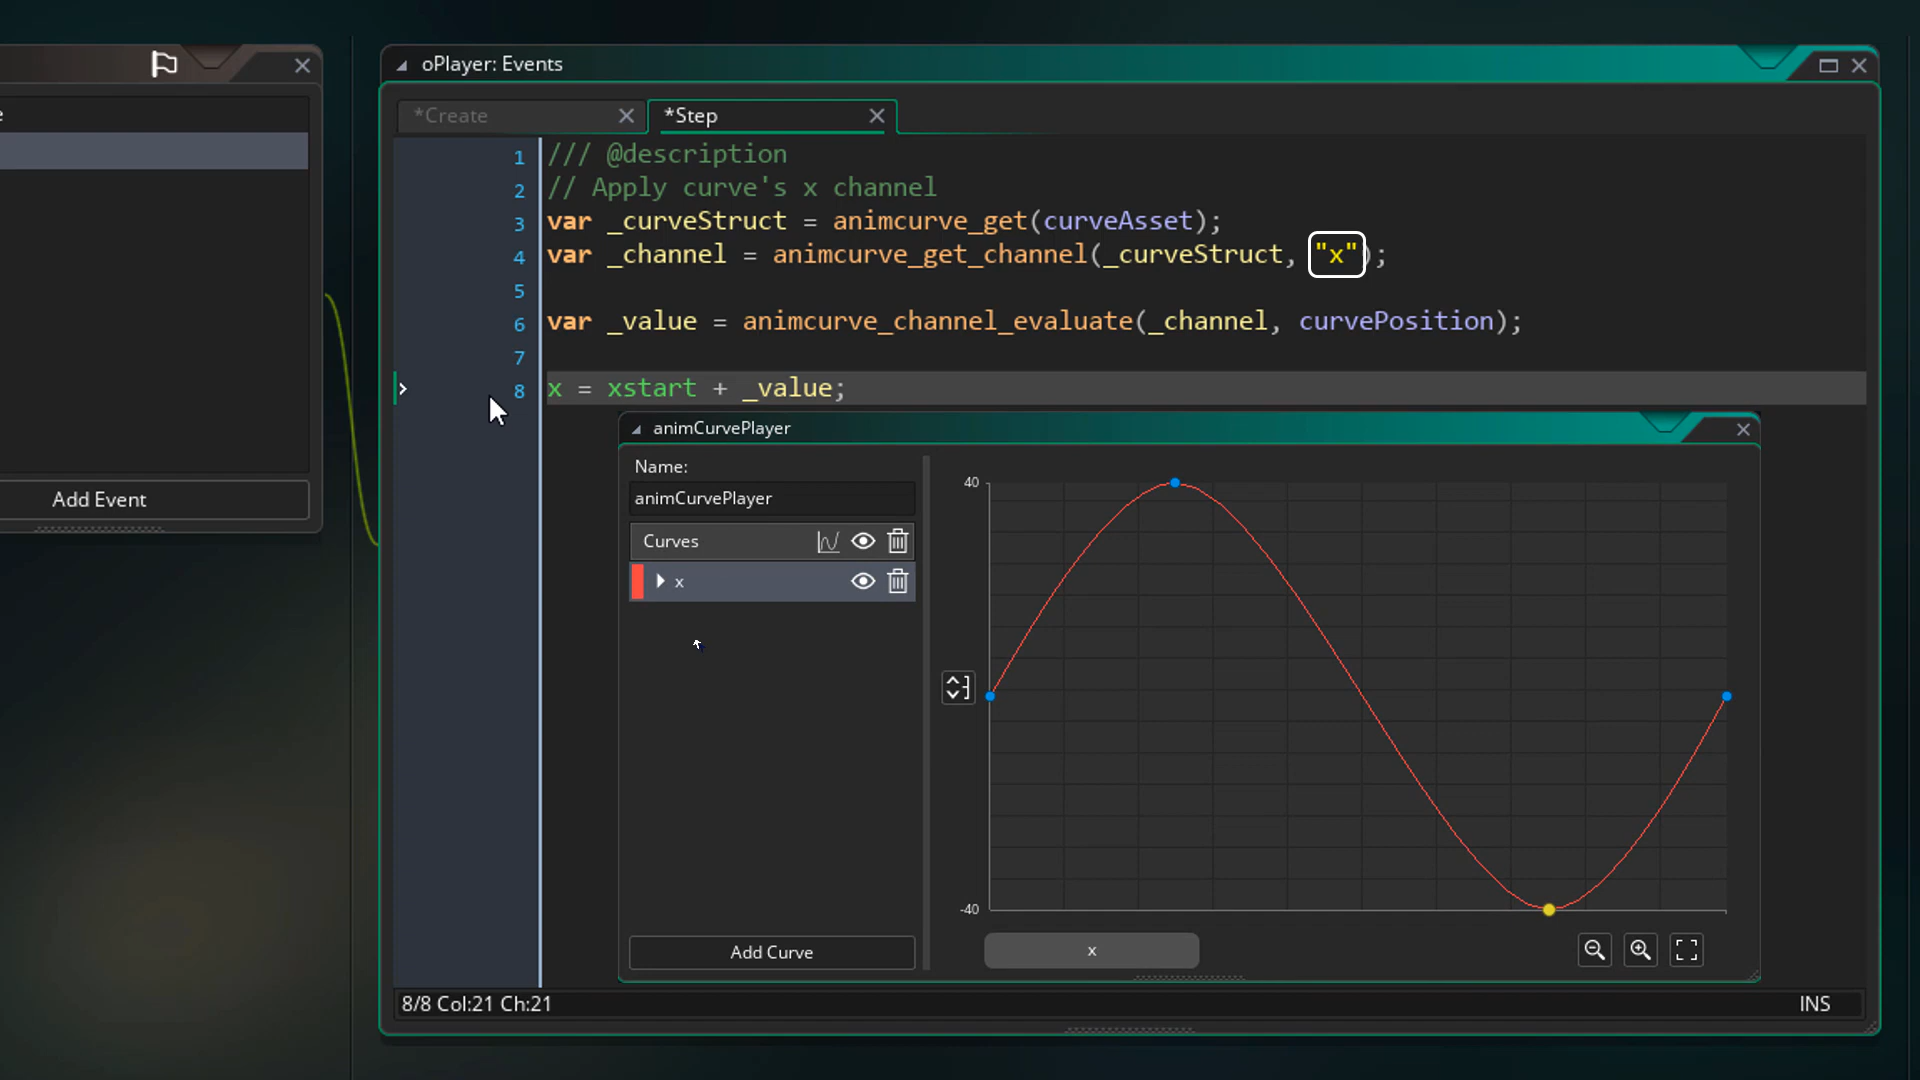 oPlayer: Events
*Create
*Step
e
1 /// @description
2 // Apply curve's x channel
3 var _curveStruct = animcurve_get(curveAsset);
4 var _channel = animcurve_get_channel(_curveStruct, "x");
5
6 var _value = animcurve_channel_evaluate(_channel, curvePosition);
7
8 x = xstart + _value;
Add Event
animCurvePlayer
Name:
animCurvePlayer
Curves
x
40
-40
Add Curve
x
8/8 Col:21 Ch:21
INS